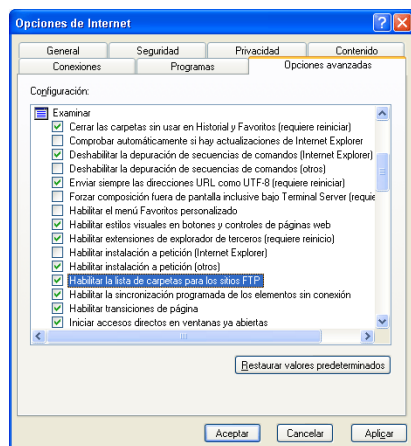 Opciones de Internet
General Seguridad Privacidad Contenido
Conexiones Programas Opciones avanzadas
Configuración:
Examinar
Cerrar las carpetas sin usar en Historial y Favoritos (requiere reiniciar)
Comprobar automáticamente si hay actualizaciones de Internet Explorer
Deshabilitar la depuración de secuencias de comandos (Internet Explorer)
Deshabilitar la depuración de secuencias de comandos (otros)
Enviar siempre las direcciones URL como UTF-8 (requiere reiniciar)
Forzar composición fuera de pantalla inclusive bajo Terminal Server (requie
Habilitar el menú Favoritos personalizado
Habilitar estilos visuales en botones y controles de páginas web
Habilitar extensiones de explorador de terceros (requiere reinicio)
Habilitar instalación a petición (Internet Explorer)
Habilitar instalación a petición (otros)
Habilitar la lista de carpetas para los sitios FTP
Habilitar la sincronización programada de los elementos sin conexión
Habilitar transiciones de página
Iniciar accesos directos en ventanas ya abiertas
Restaurar valores predeterminados
Aceptar Cancelar Aplicar